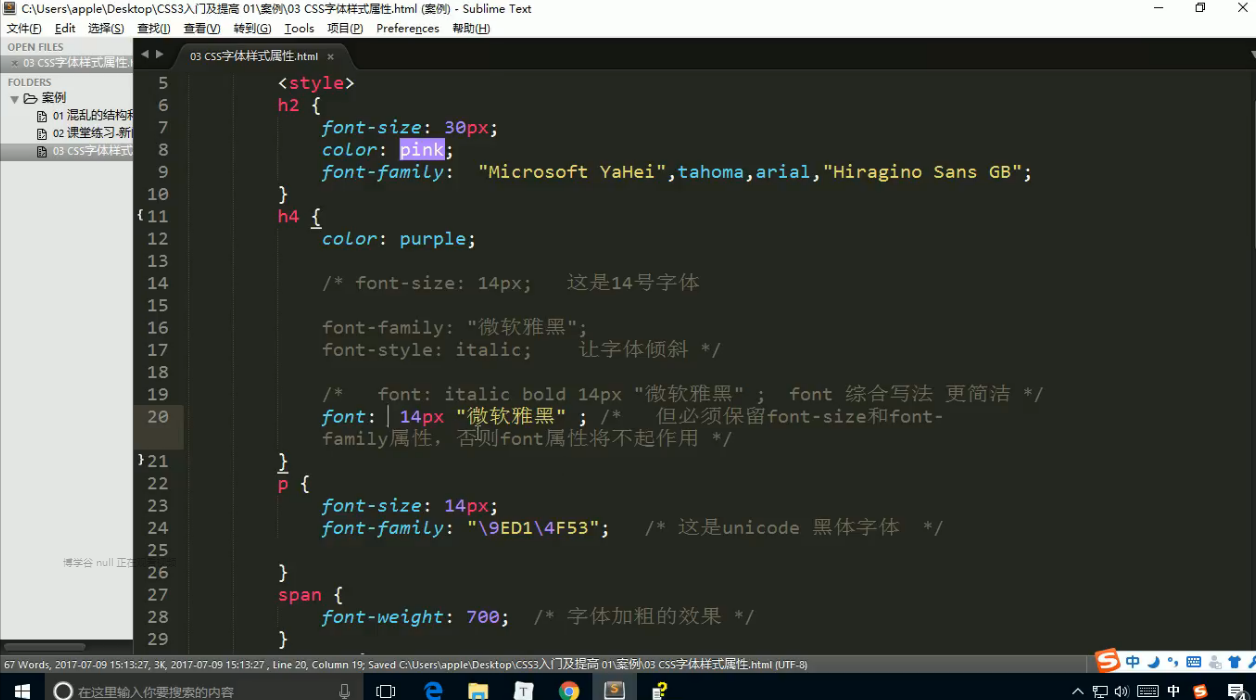 C:\Users\apple\Desktop\CSS3入门及提高 01\案例\03 CSS字体样式属性.html (案例) - Sublime Text
文件(F) Edit 选择(S) 查找(I) 查看(V) 转到(G) Tools 项目(P) Preferences 帮助(H)
OPEN FILES
03 CSS字体样式属性.
03 CSS字体样式属性.html
FOLDERS
案例
01 混乱的结构和
02 课堂练习-新
03 CSS字体样式
5 <style>
6 h2 {
7 font-size: 30px;
8 color: pink;
9 font-family: "Microsoft YaHei",tahoma,arial,"Hiragino Sans GB";
10 }
11 h4 {
12 color: purple;
13
14 /* font-size: 14px; 这是14号字体
15
16 font-family: "微软雅黑";
17 font-style: italic; 让字体倾斜 */
18
19 /* font: italic bold 14px "微软雅黑" ; font 综合写法 更简洁 */
20 font: 14px "微软雅黑" ; /* 但必须保留font-size和font-
family属性，否则font属性将不起作用 */
21 }
22 p {
23 font-size: 14px;
24 font-family: "\9ED1\4F53"; /* 这是unicode 黑体字体 */
25
26 }
27 span {
28 font-weight: 700; /* 字体加粗的效果 */
29 }
博学谷 null 正在
67 Words, 2017-07-09 15:13:27, 3K, 2017-07-09 15:13:27 , Line 20, Column 19; Saved C:\Users\apple\Desktop\CSS3入门及提高 01\案例\03 CSS字体样式属性.html (UTF-8)
中
在这里输入你要搜索的内容
中